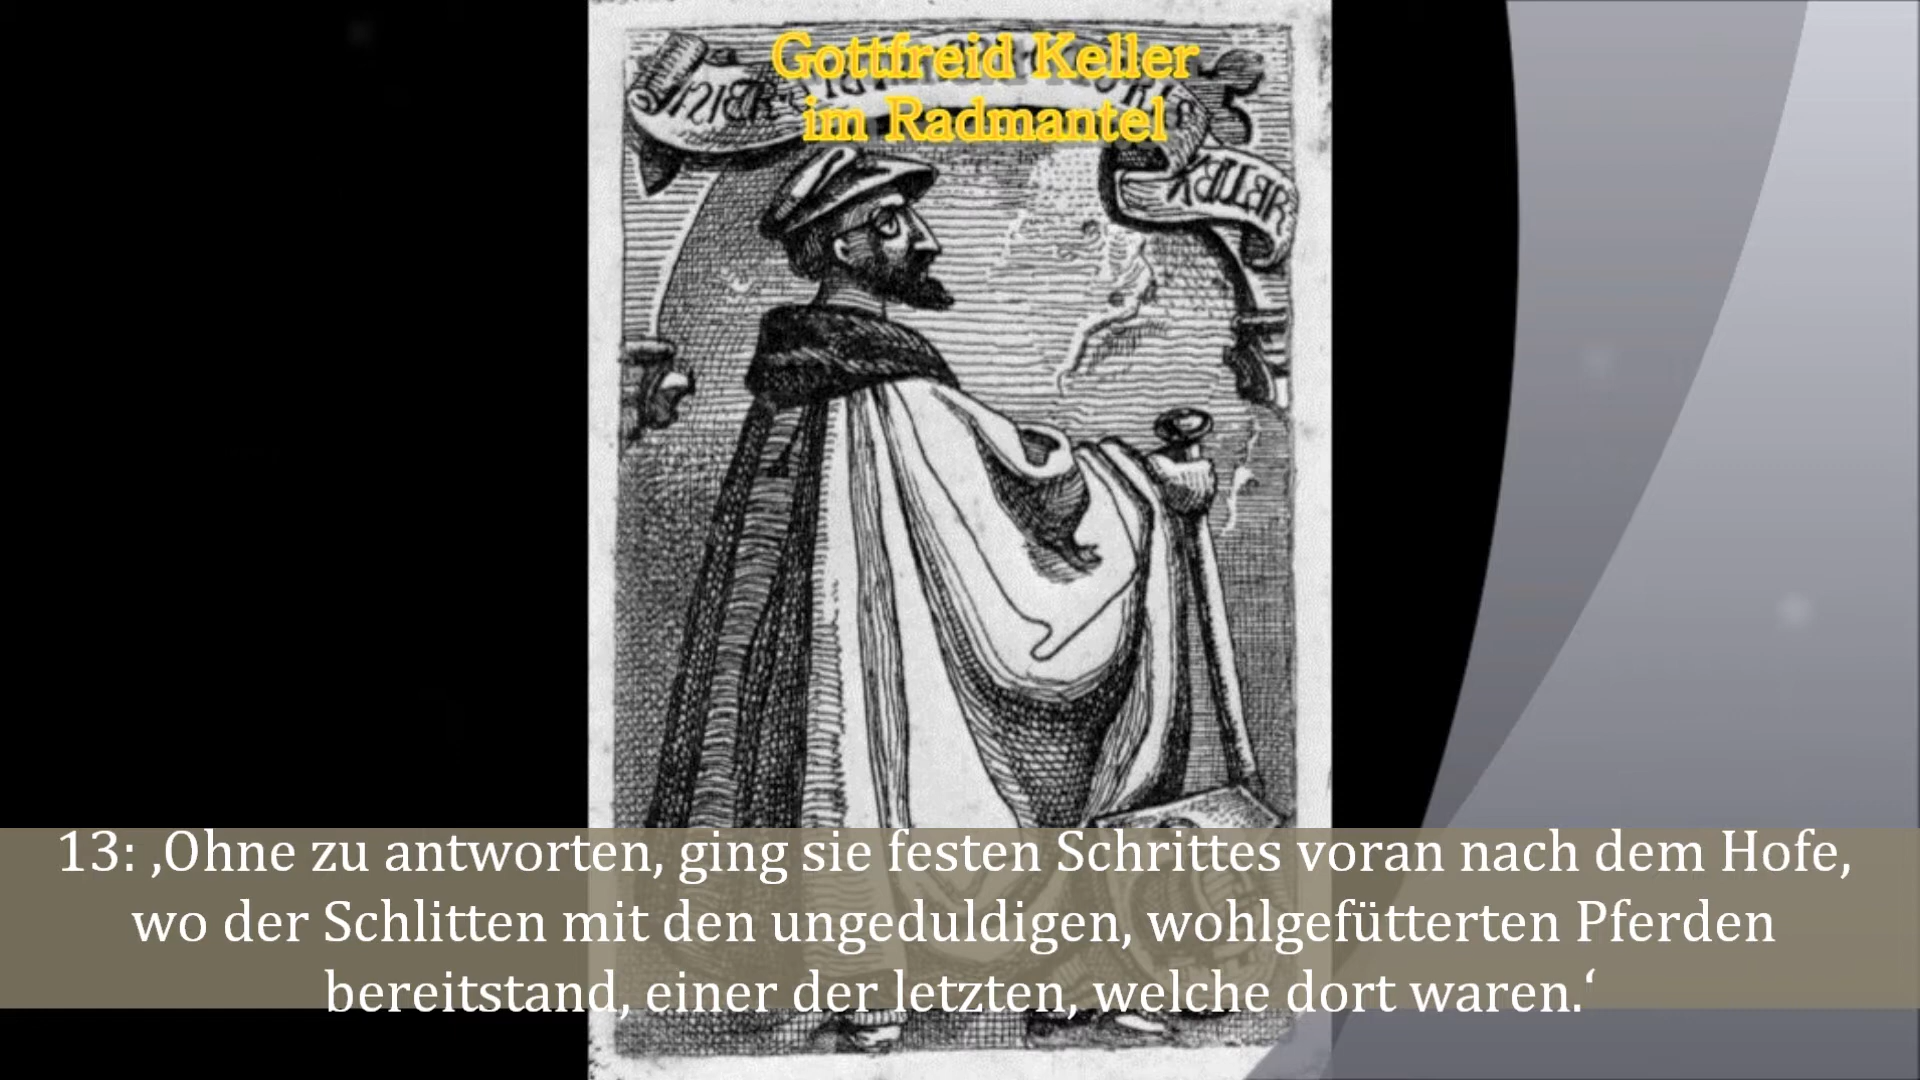 Gottfreid Keller
im Radmantel
KELLER
13: ‚Ohne zu antworten, ging sie festen Schrittes voran nach dem Hofe,
wo der Schlitten mit den ungeduldigen, wohlgefütterten Pferden
bereitstand, einer der letzten, welche dort waren.‘